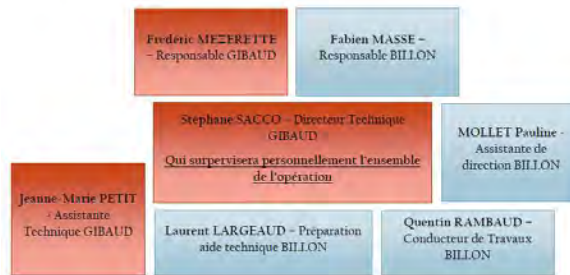 Frédéric MEZERETTE
– Responsable GIBAUD
Fabien MASSE –
Responsable BILLON
Stéphane SACCO – Directeur Technique
GIBAUD
Qui surpervisera personnellement l'ensemble
de l'opération
MOLLET Pauline -
Assistante de
direction BILLON
Jeanne-Marie PETIT
- Assistante
Technique GIBAUD
Laurent LARGEAUD – Préparation
aide technique BILLON
Quentin RAMBAUD –
Conducteur de Travaux
BILLON